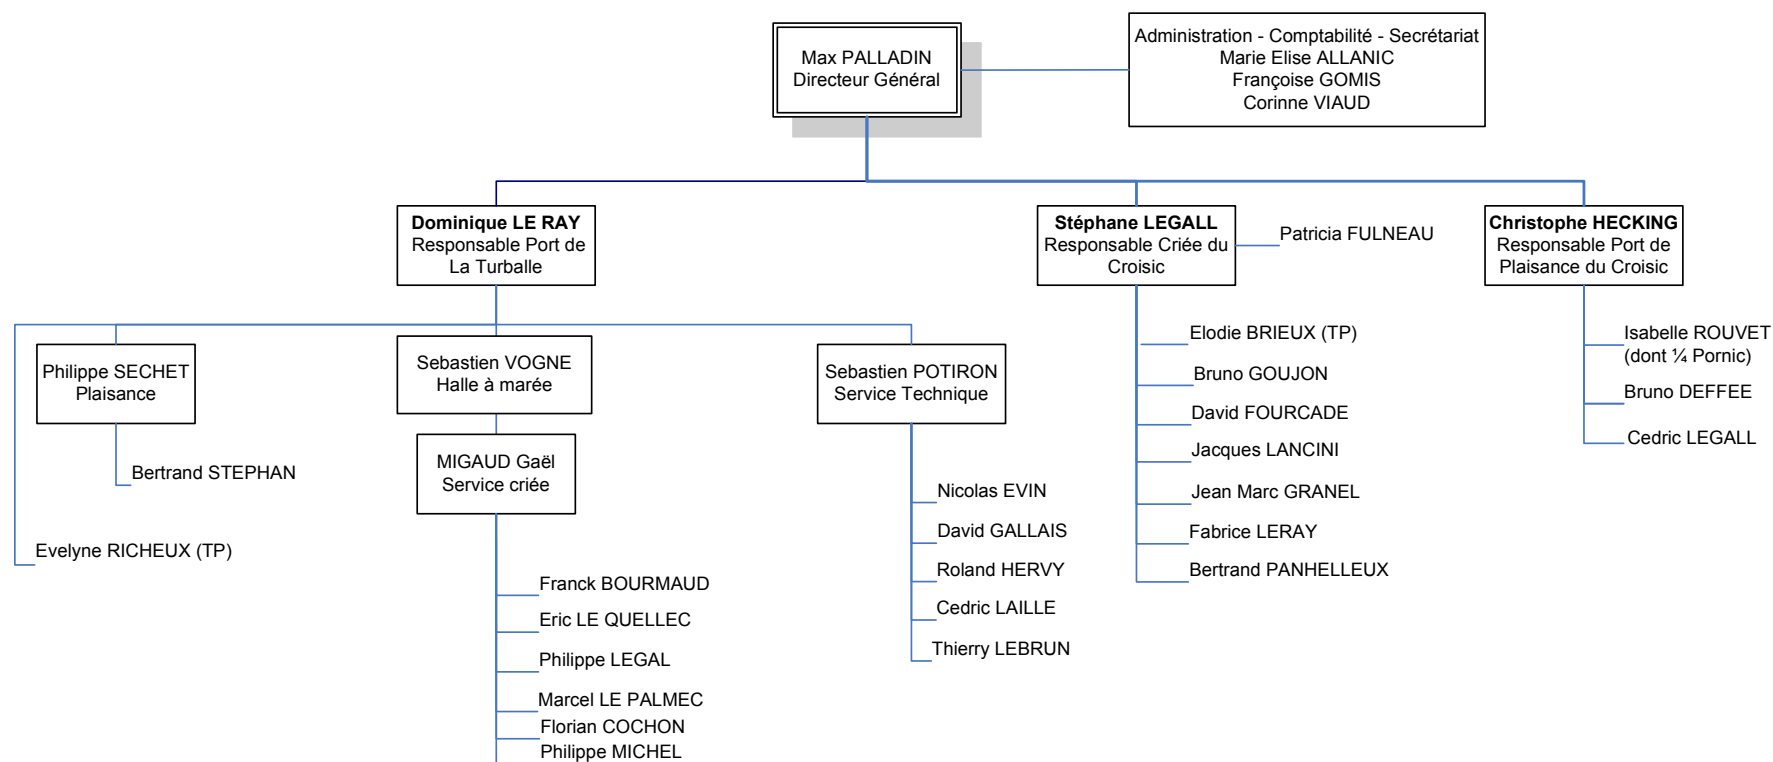 Max PALLADIN
Directeur Général
Administration - Comptabilité - Secrétariat
Marie Elise ALLANIC
Françoise GOMIS
Corinne VIAUD
Dominique LE RAY
Responsable Port de
La Turballe
Stéphane LEGALL
Responsable Criée du
Croisic
Patricia FULNEAU
Christophe HECKING
Responsable Port de
Plaisance du Croisic
Philippe SECHET
Plaisance
Bertrand STEPHAN
Evelyne RICHEUX (TP)
Sebastien VOGNE
Halle à marée
MIGAUD Gaël
Service criée
Franck BOURMAUD
Eric LE QUELLEC
Philippe LEGAL
Marcel LE PALMEC
Florian COCHON
Philippe MICHEL
Sebastien POTIRON
Service Technique
Nicolas EVIN
David GALLAIS
Roland HERVY
Cedric LAILLE
Thierry LEBRUN
Elodie BRIEUX (TP)
Bruno GOUJON
David FOURCADE
Jacques LANCINI
Jean Marc GRANEL
Fabrice LERAY
Bertrand PANHELLEUX
Isabelle ROUVET
(dont ¼ Pornic)
Bruno DEFFEE
Cedric LEGALL